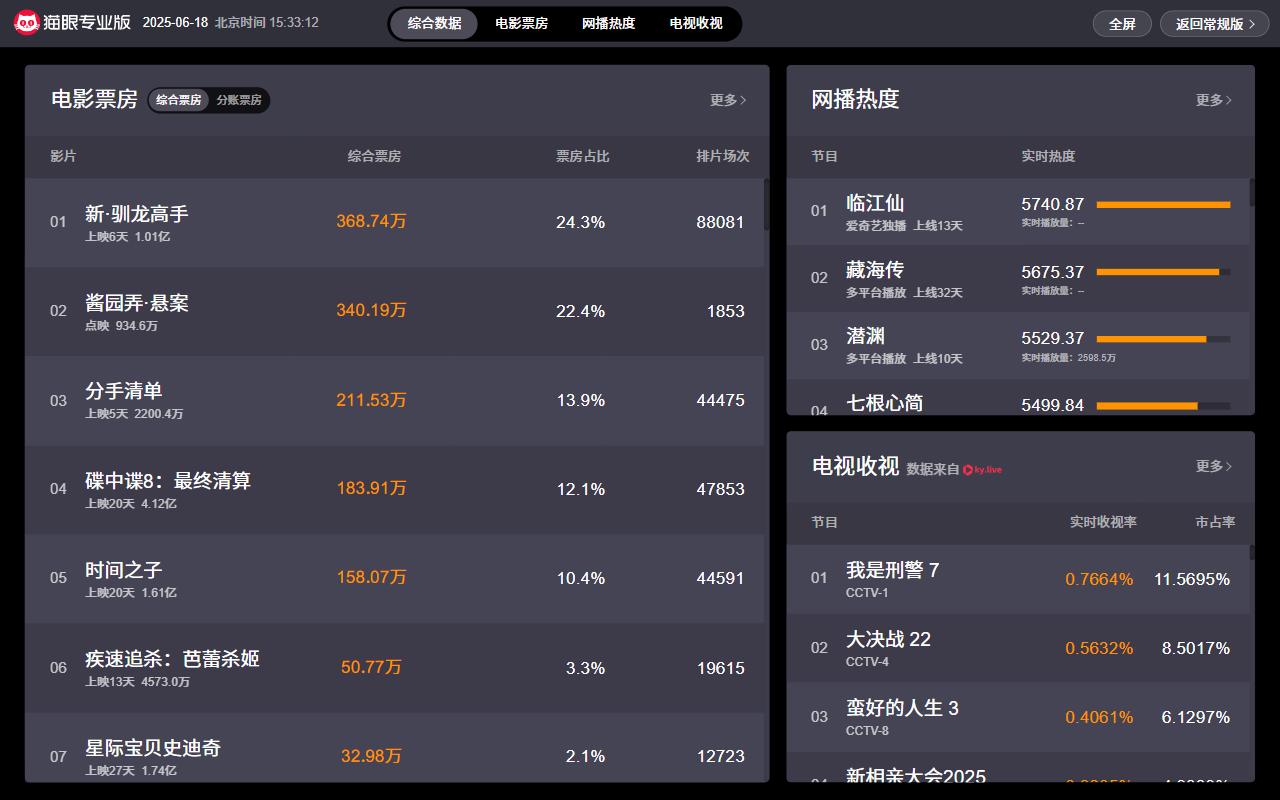 猫眼专业版 2025-06-18 北京时间 15:33:12 综合数据 电影票房 网播热度 电视收视 全屏 返回常规版
电影票房 综合票房 分账票房 更多
影片 综合票房 票房占比 排片场次
01 新·驯龙高手 368.74万 24.3% 88081
上映6天 1.01亿
02 酱园弄·悬案 340.19万 22.4% 1853
点映 934.6万
03 分手清单 211.53万 13.9% 44475
上映5天 2200.4万
04 碟中谍8：最终清算 183.91万 12.1% 47853
上映20天 4.12亿
05 时间之子 158.07万 10.4% 44591
上映20天 1.61亿
06 疾速追杀：芭蕾杀姬 50.77万 3.3% 19615
上映13天 4573.0万
07 星际宝贝史迪奇 32.98万 2.1% 12723
上映27天 1.74亿
网播热度 更多
节目 实时热度
01 临江仙 5740.87
爱奇艺独播 上线13天 实时播放量：--
02 藏海传 5675.37
多平台播放 上线32天 实时播放量：--
03 潜渊 5529.37
多平台播放 上线10天 实时播放量：2598.5万
04 七根心简 5499.84
电视收视 数据来自 ky.live 更多
节目 实时收视率 市占率
01 我是刑警 7 0.7664% 11.5695%
CCTV-1
02 大决战 22 0.5632% 8.5017%
CCTV-4
03 蛮好的人生 3 0.4061% 6.1297%
CCTV-8
新相亲大会2025